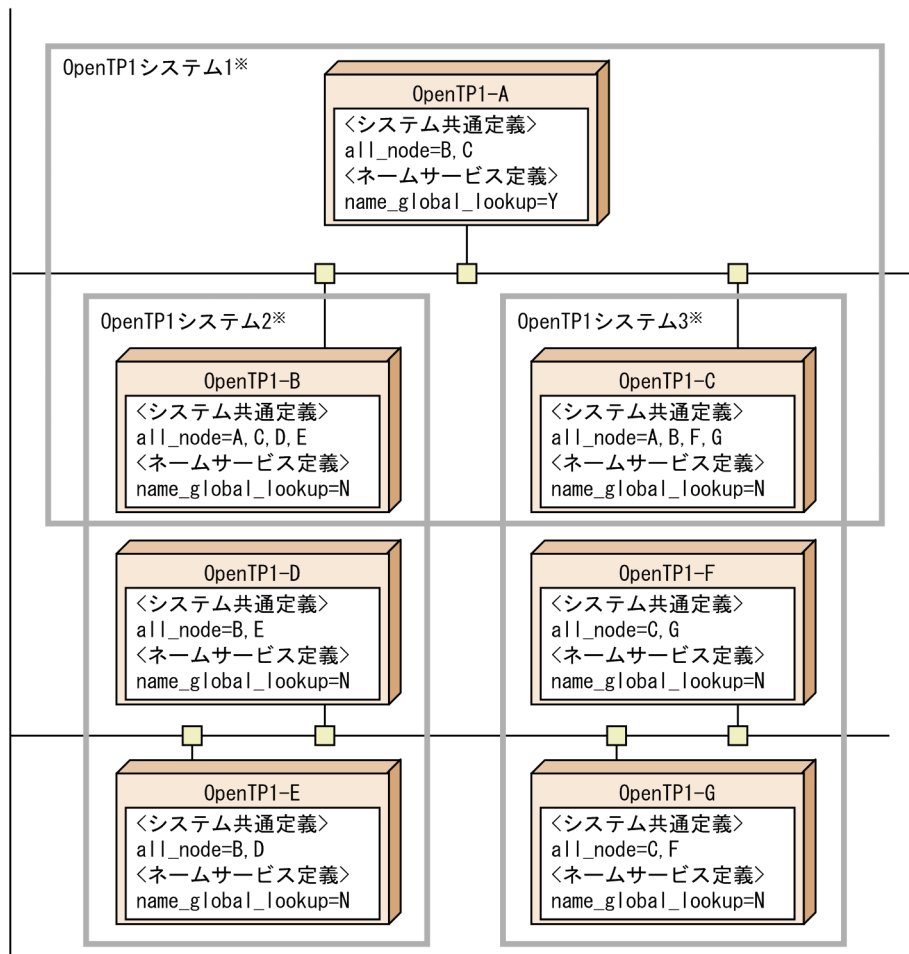 OpenTP1システム1※
OpenTP1-A
<システム共通定義>
all_node=B,C
<ネームサービス定義>
name_global_lookup=Y
OpenTP1システム2※
OpenTP1-B
<システム共通定義>
all_node=A,C,D,E
<ネームサービス定義>
name_global_lookup=N
OpenTP1システム3※
OpenTP1-C
<システム共通定義>
all_node=A,B,F,G
<ネームサービス定義>
name_global_lookup=N
OpenTP1-D
<システム共通定義>
all_node=B,E
<ネームサービス定義>
name_global_lookup=N
OpenTP1-F
<システム共通定義>
all_node=C,G
<ネームサービス定義>
name_global_lookup=N
OpenTP1-E
<システム共通定義>
all_node=B,D
<ネームサービス定義>
name_global_lookup=N
OpenTP1-G
<システム共通定義>
all_node=C,F
<ネームサービス定義>
name_global_lookup=N